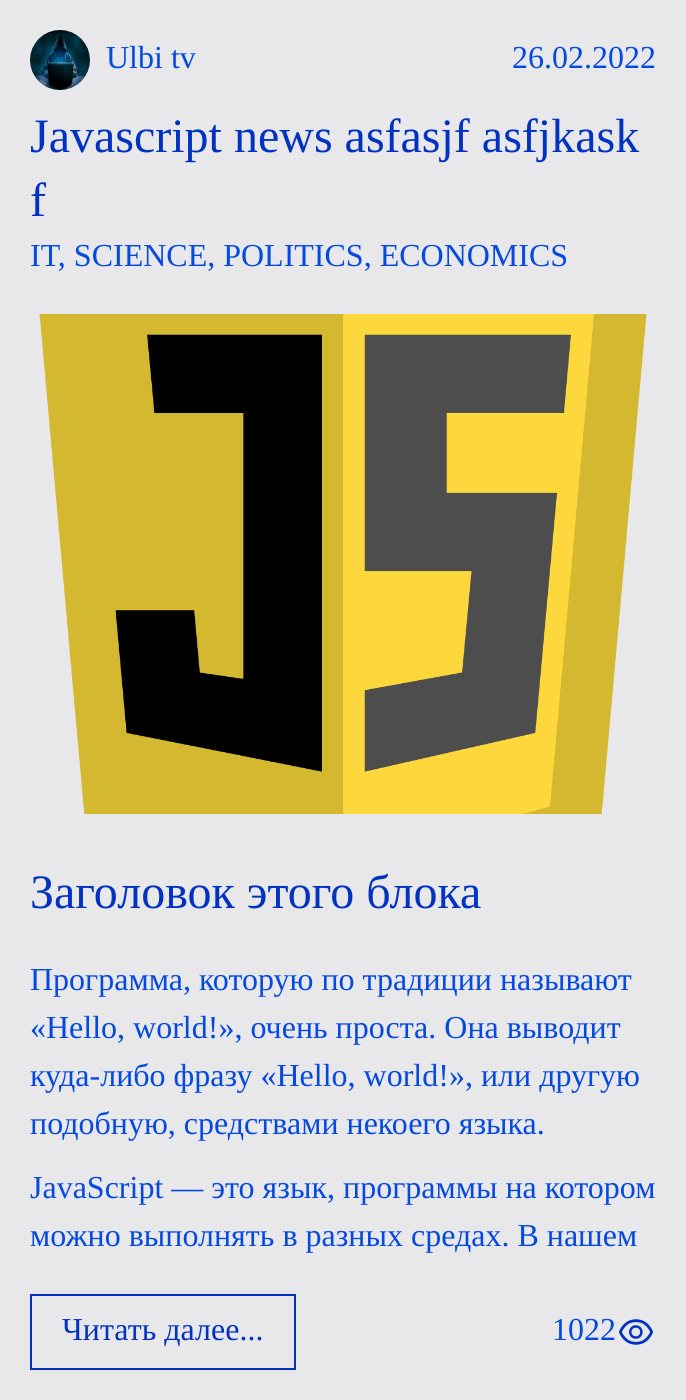 Ulbi tv
26.02.2022
Javascript news asfasjf asfjkask
f
IT, SCIENCE, POLITICS, ECONOMICS
JS
Заголовок этого блока
Программа, которую по традиции называют
«Hello, world!», очень проста. Она выводит
куда-либо фразу «Hello, world!», или другую
подобную, средствами некоего языка.
JavaScript — это язык, программы на котором
можно выполнять в разных средах. В нашем
Читать далее...
1022